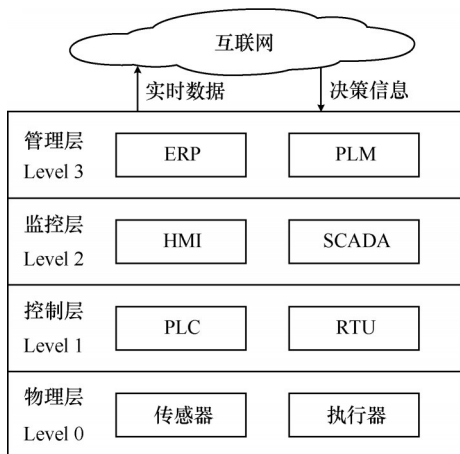 互联网
实时数据 决策信息
管理层
Level 3
ERP PLM
监控层
Level 2
HMI SCADA
控制层
Level 1
PLC RTU
物理层
Level 0
传感器 执行器